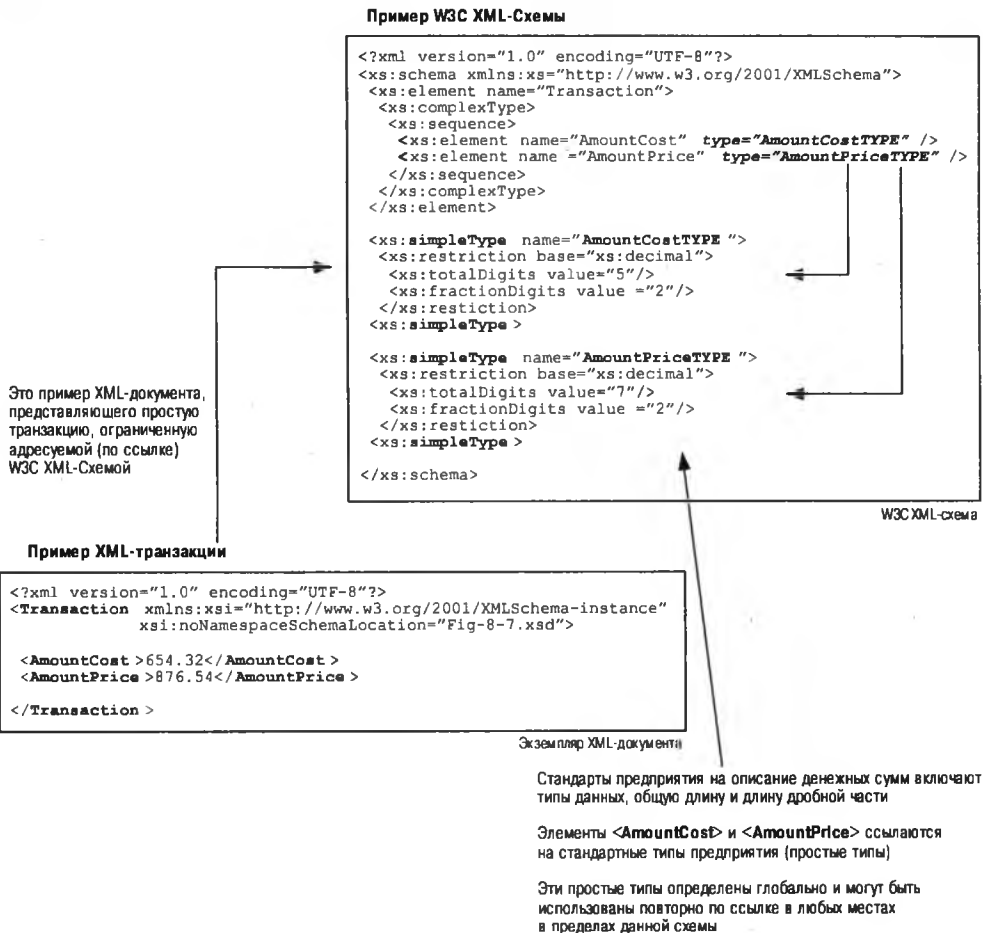 Пример W3C XML-Схемы
<?xml version="1.0" encoding="UTF-8"?>
<xs:schema xmlns:xs="http://www.w3.org/2001/XMLSchema">
<xs:element name="Transaction">
<xs:complexType>
<xs:sequence>
<xs:element name="AmountCost" type="AmountCostTYPE" />
<xs:element name ="AmountPrice" type="AmountPriceTYPE" />
</xs:sequence>
</xs:complexType>
</xs:element>
<xs:simpleType name="AmountCostTYPE ">
<xs:restriction base="xs:decimal">
<xs:totalDigits value="5"/>
<xs:fractionDigits value ="2"/>
</xs:restiction>
<xs:simpleType >
<xs:simpleType name="AmountPriceTYPE ">
<xs:restriction base="xs:decimal">
<xs:totalDigits value="7"/>
<xs:fractionDigits value ="2"/>
</xs:restiction>
<xs:simpleType >
</xs:schema>
W3C XML-схема
Это пример XML-документа,
представляющего простую
транзакцию, ограниченную
адресуемой (по ссылке)
W3C XML-Схемой
Пример XML-транзакции
<?xml version="1.0" encoding="UTF-8"?>
<Transaction xmlns:xsi="http://www.w3.org/2001/XMLSchema-instance"
xsi:noNamespaceSchemaLocation="Fig-8-7.xsd">
<AmountCost >654.32</AmountCost >
<AmountPrice >876.54</AmountPrice >
</Transaction >
Экземпляр XML-документа
Стандарты предприятия на описание денежных сумм включают
типы данных, общую длину и длину дробной части
Элементы <AmountCost> и <AmountPrice> ссылаются
на стандартные типы предприятия (простые типы)
Эти простые типы определены глобально и могут быть
использованы повторно по ссылке в любых местах
в пределах данной схемы